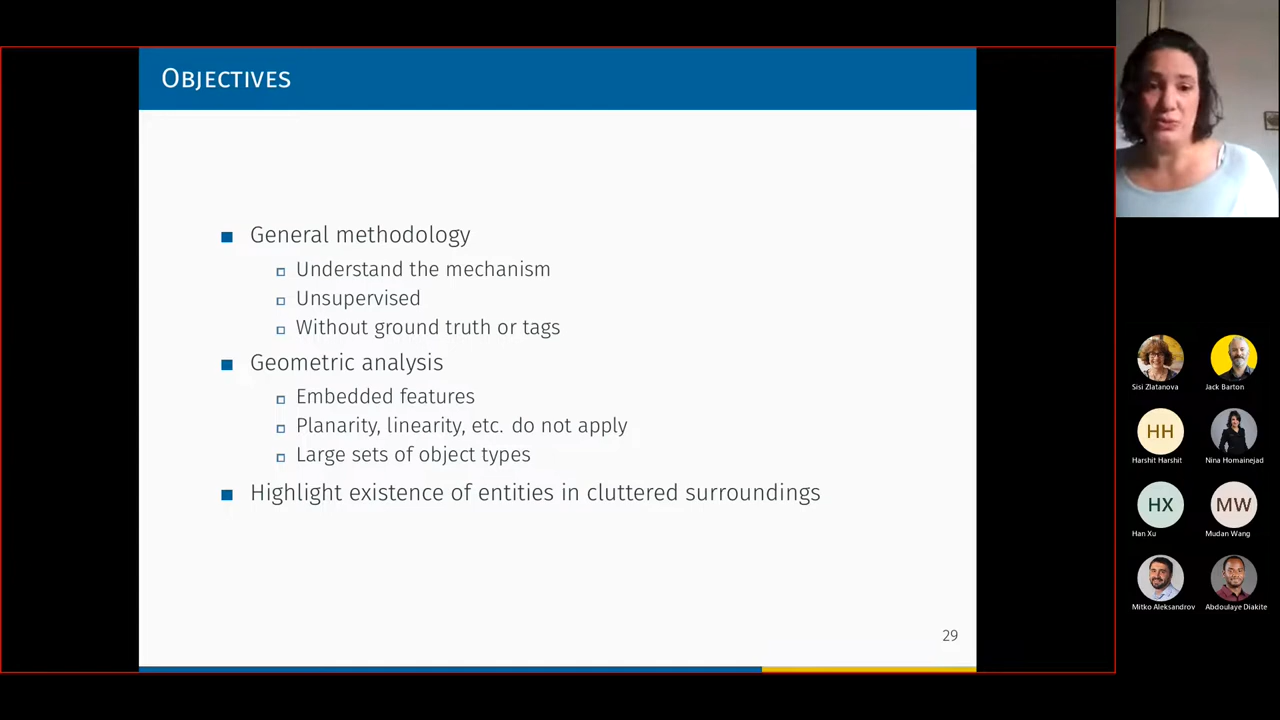 Objectives
General methodology
Understand the mechanism
Unsupervised
Without ground truth or tags
Geometric analysis
Embedded features
Planarity, linearity, etc. do not apply
Large sets of object types
Highlight existence of entities in cluttered surroundings
29
Sisi Zlatanova
Jack Barton
HH
Harshit Harshit
Nina Homainejad
HX
Han Xu
MW
Mudan Wang
Mitko Aleksandrov
Abdoulaye Diakite